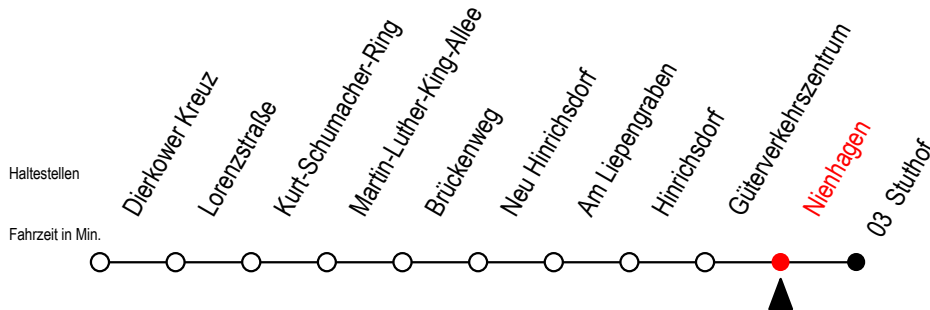 Haltestellen
Dierkower Kreuz
Lorenzstraße
Kurt-Schumacher-Ring
Martin-Luther-King-Allee
Brückenweg
Neu Hinrichsdorf
Am Liepengraben
Hinrichsdorf
Güterverkehrszentrum
Nienhagen
03 Stuthof
Fahrzeit in Min.